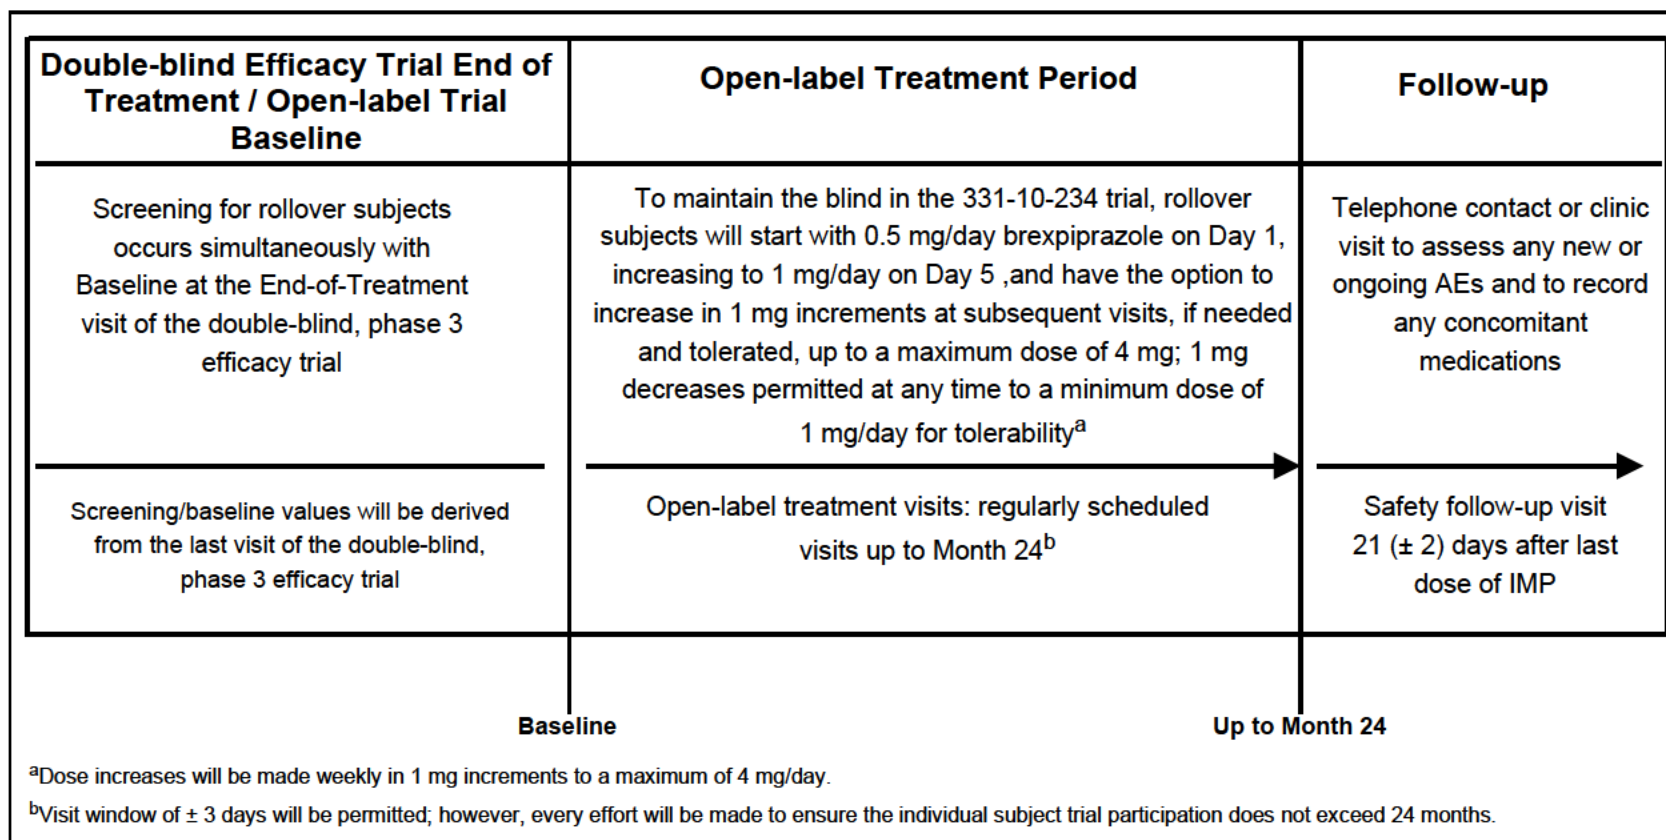 Double-blind Efficacy Trial End of
Treatment / Open-label Trial
Baseline
Open-label Treatment Period
Follow-up
Screening for rollover subjects
occurs simultaneously with
Baseline at the End-of-Treatment
visit of the double-blind, phase 3
efficacy trial
To maintain the blind in the 331-10-234 trial, rollover
subjects will start with 0.5 mg/day brexpiprazole on Day 1,
increasing to 1 mg/day on Day 5 ,and have the option to
increase in 1 mg increments at subsequent visits, if needed
and tolerated, up to a maximum dose of 4 mg; 1 mg
decreases permitted at any time to a minimum dose of
1 mg/day for tolerabilityᵃ
Telephone contact or clinic
visit to assess any new or
ongoing AEs and to record
any concomitant
medications
Screening/baseline values will be derived
from the last visit of the double-blind,
phase 3 efficacy trial
Open-label treatment visits: regularly scheduled
visits up to Month 24ᵇ
Safety follow-up visit
21 (± 2) days after last
dose of IMP
Baseline
Up to Month 24
ᵃDose increases will be made weekly in 1 mg increments to a maximum of 4 mg/day.
ᵇVisit window of ± 3 days will be permitted; however, every effort will be made to ensure the individual subject trial participation does not exceed 24 months.